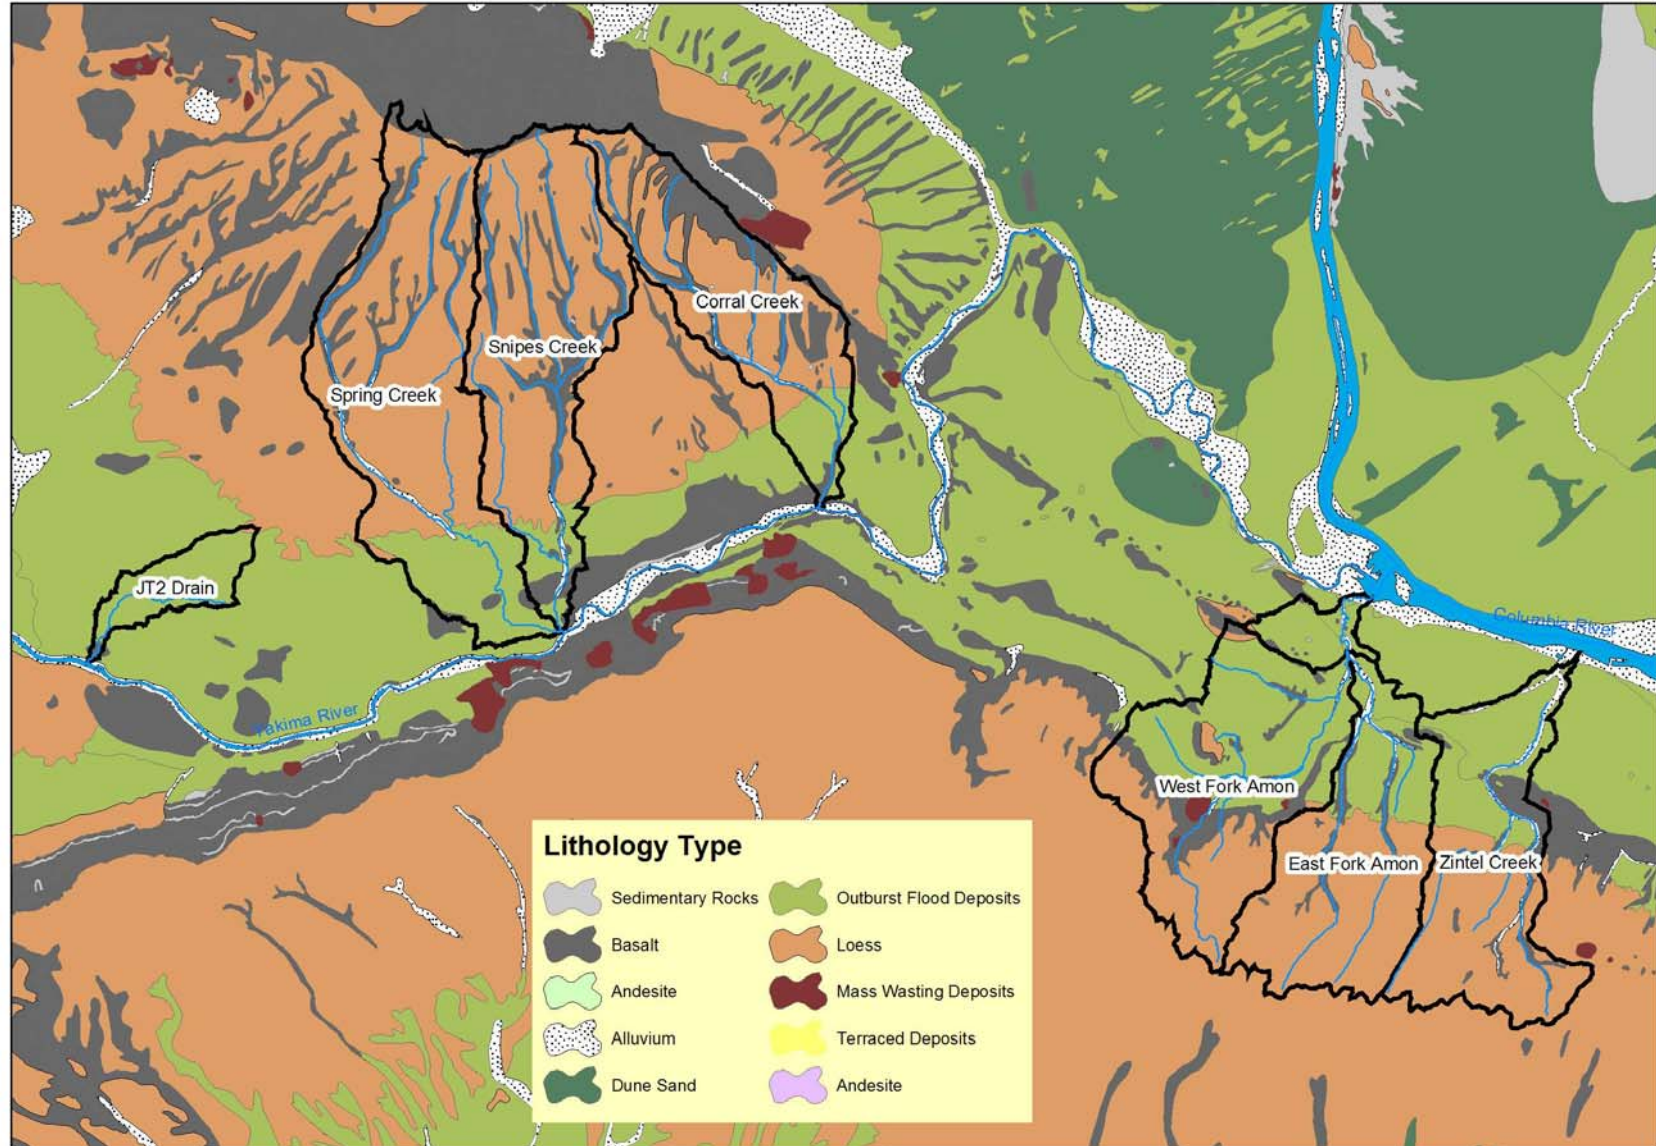 Corral Creek
Snipes Creek
Spring Creek
JT2 Drain
Columbia River
Yakima River
West Fork Amon
East Fork Amon
Zintel Creek
Lithology Type
Sedimentary Rocks
Outburst Flood Deposits
Basalt
Loess
Andesite
Mass Wasting Deposits
Alluvium
Terraced Deposits
Dune Sand
Andesite